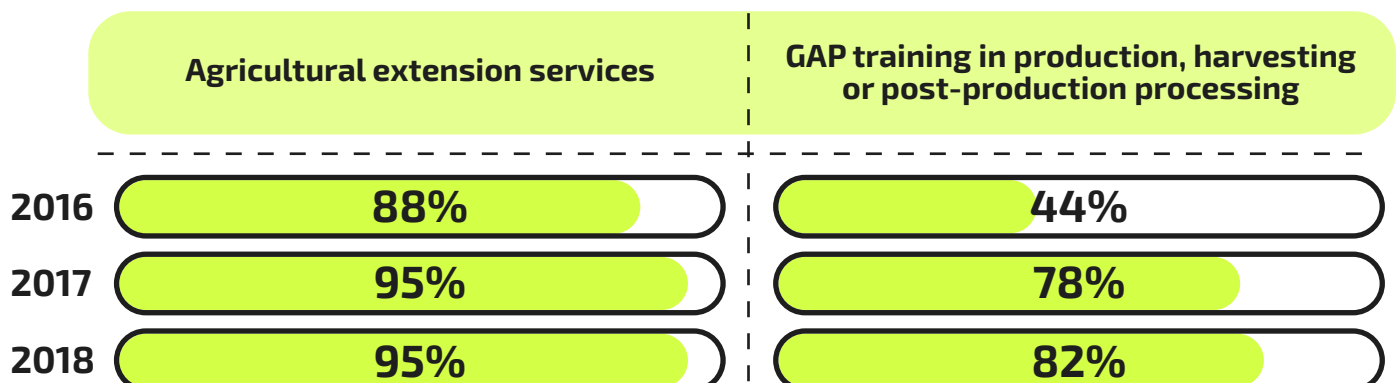 Agricultural extension services
GAP training in production, harvesting
or post-production processing
2016 88% 44%
2017 95% 78%
2018 95% 82%